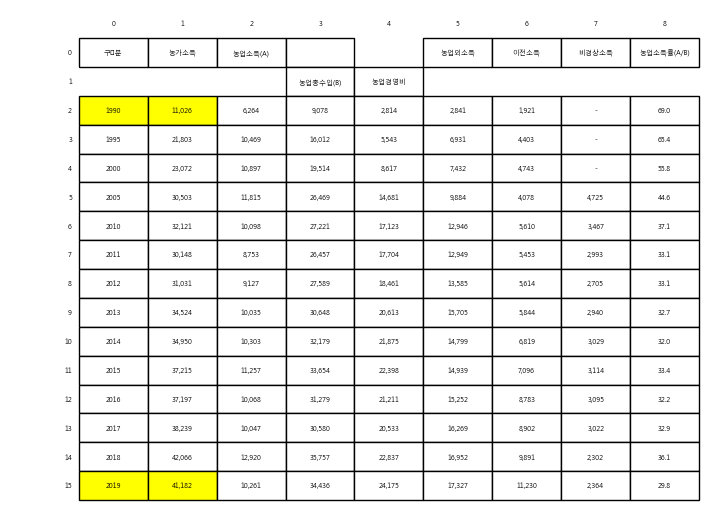 0 1 2 3 4 5 6 7 8
0 구 분 농가소득 농업소득(A) 농업외소득 이전소득 비경상소득 농업소득률(A/B)
1 농업총수입(B) 농업경영비
2 1990 11,026 6,264 9,078 2,814 2,841 1,921 - 69.0
3 1995 21,803 10,469 16,012 5,543 6,931 4,403 - 65.4
4 2000 23,072 10,897 19,514 8,617 7,432 4,743 - 55.8
5 2005 30,503 11,815 26,469 14,681 9,884 4,078 4,725 44.6
6 2010 32,121 10,098 27,221 17,123 12,946 5,610 3,467 37.1
7 2011 30,148 8,753 26,457 17,704 12,949 5,453 2,993 33.1
8 2012 31,031 9,127 27,589 18,461 13,585 5,614 2,705 33.1
9 2013 34,524 10,035 30,648 20,613 15,705 5,844 2,940 32.7
10 2014 34,950 10,303 32,179 21,875 14,799 6,819 3,029 32.0
11 2015 37,215 11,257 33,654 22,398 14,939 7,096 3,114 33.4
12 2016 37,197 10,068 31,279 21,211 15,252 8,783 3,095 32.2
13 2017 38,239 10,047 30,580 20,533 16,269 8,902 3,022 32.9
14 2018 42,066 12,920 35,757 22,837 16,952 9,891 2,302 36.1
15 2019 41,182 10,261 34,436 24,175 17,327 11,230 2,364 29.8